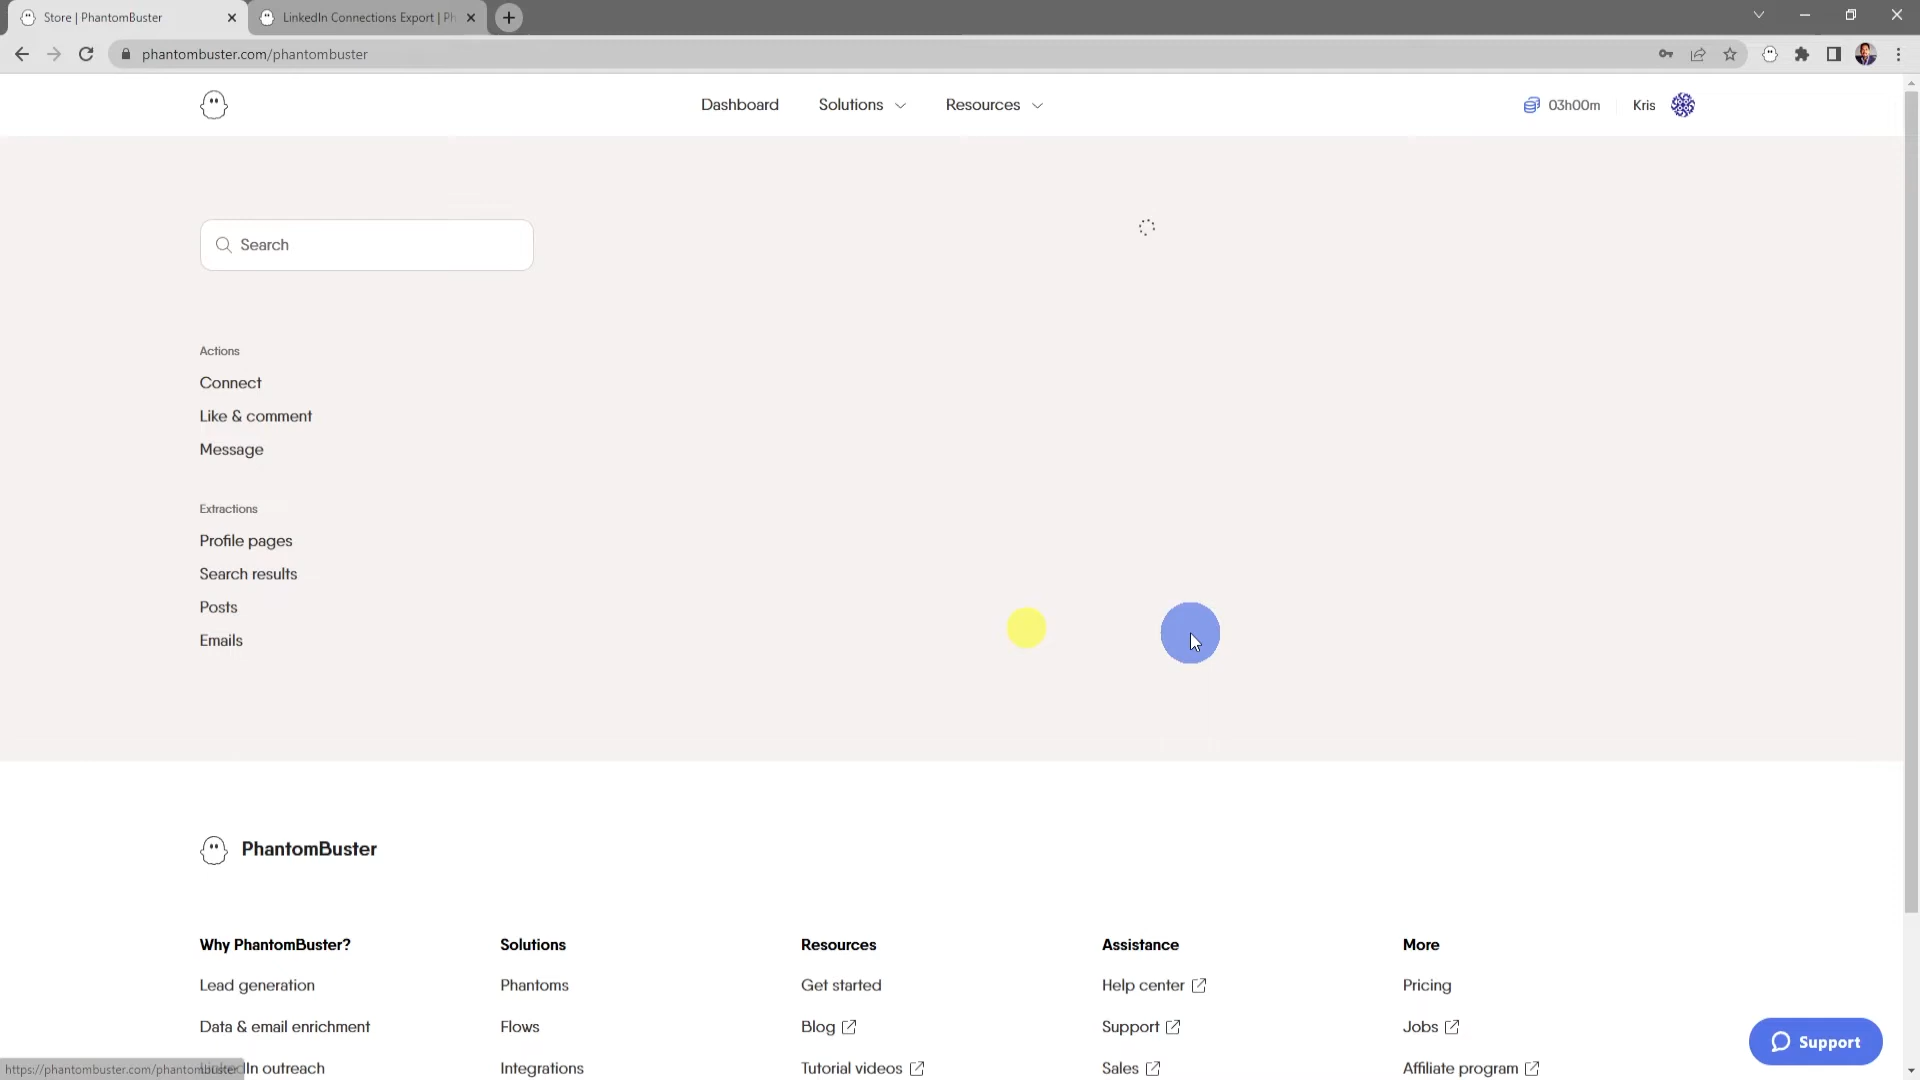 Store | PhantomBuster
LinkedIn Connections Export | Ph
phantombuster.com/phantombuster
Dashboard
Solutions
Resources
03h00m
Kris
Search
Actions
Connect
Like & comment
Message
Extractions
Profile pages
Search results
Posts
Emails
PhantomBuster
Why PhantomBuster?
Solutions
Resources
Assistance
More
Lead generation
Phantoms
Get started
Help center
Pricing
Data & email enrichment
Flows
Blog
Support
Jobs
Support
https://phantombuster.com/phantombuster
In outreach
Integrations
Tutorial videos
Sales
Affiliate program